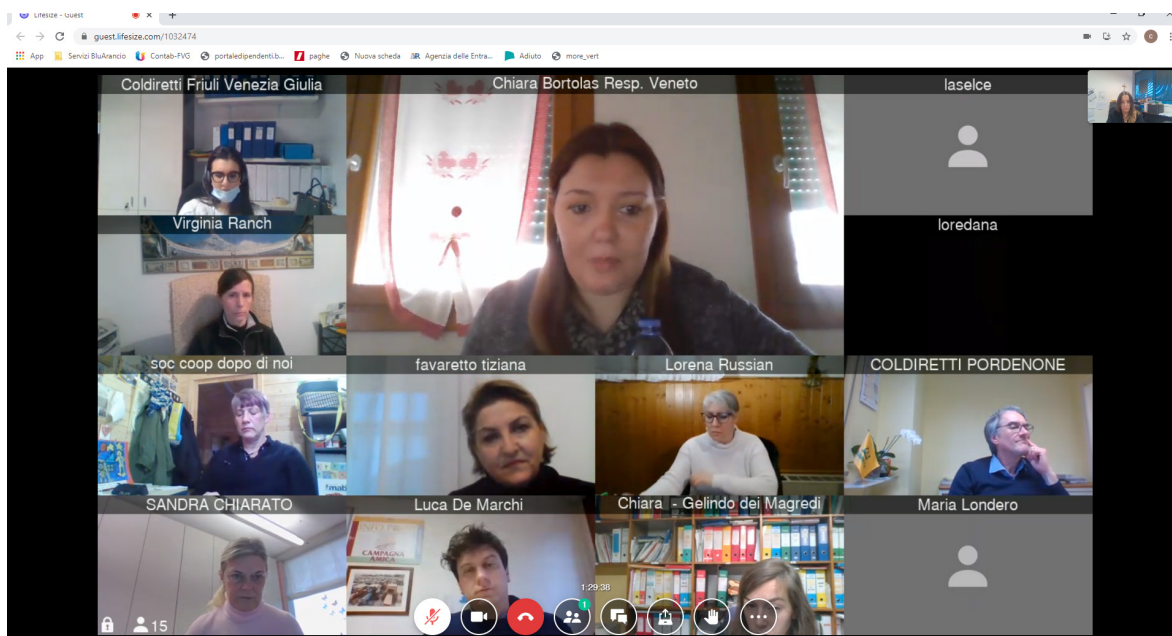 Lifesize - Guest
guest.lifesize.com/1032474
App Servizi BluArancio Contab-FVG portaledipendenti.b... paghe Nuova scheda Agenzia delle Entra... Adiuto more_vert
Coldiretti Friuli Venezia Giulia
Chiara Bortolas Resp. Veneto
laselce
Virginia Ranch
loredana
soc coop dopo di noi
favaretto tiziana
Lorena Russian
COLDIRETTI PORDENONE
SANDRA CHIARATO
Luca De Marchi
Chiara - Gelindo dei Magredi
Maria Londero
CAMPAGNA
AMICA
1:29:38
1
15